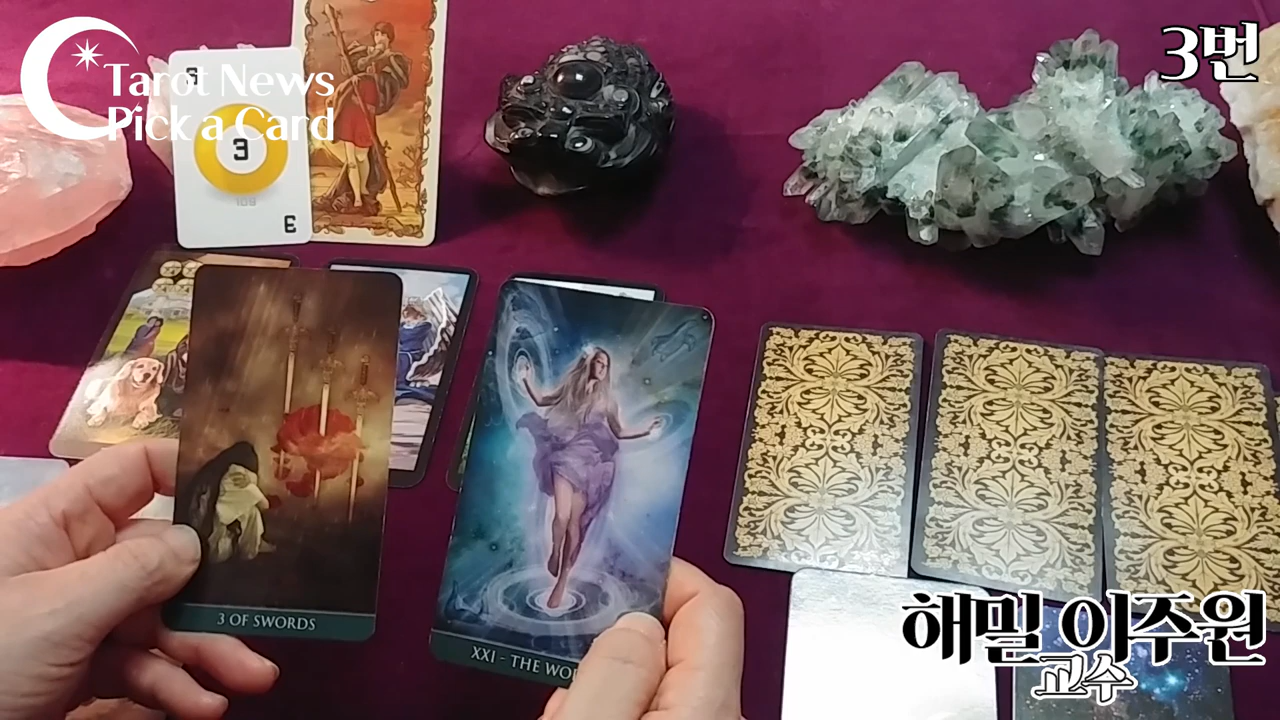 Tarot News
Pick a Card
3번
3
3
3 OF SWORDS
XXI - THE WO
해밀 이주원
교수